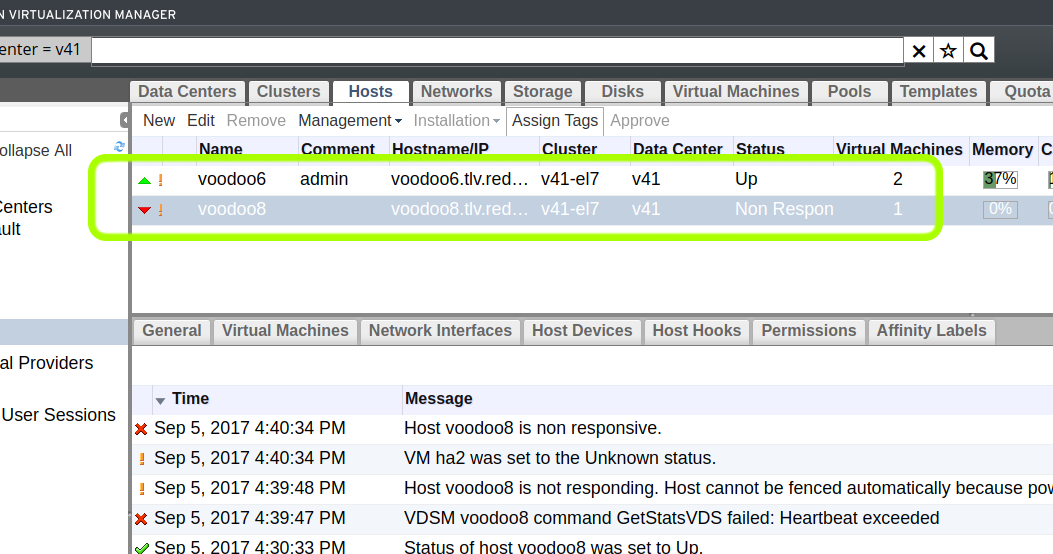 N VIRTUALIZATION MANAGER
enter = v41
Data Centers Clusters Hosts Networks Storage Disks Virtual Machines Pools Templates Quota
New Edit Remove Management Installation Assign Tags Approve
ollapse All
Name Comment Hostname/IP Cluster Data Center Status Virtual Machines Memory C
voodoo6 admin voodoo6.tlv.red... v41-el7 v41 Up 2 37%
Centers
voodoo8 voodoo8.tlv.red... v41-el7 v41 Non Respon 1 0%
ult
General Virtual Machines Network Interfaces Host Devices Host Hooks Permissions Affinity Labels
al Providers
Time Message
User Sessions
Sep 5, 2017 4:40:34 PM Host voodoo8 is non responsive.
Sep 5, 2017 4:40:34 PM VM ha2 was set to the Unknown status.
Sep 5, 2017 4:39:48 PM Host voodoo8 is not responding. Host cannot be fenced automatically because pow
Sep 5, 2017 4:39:47 PM VDSM voodoo8 command GetStatsVDS failed: Heartbeat exceeded
Sep 5, 2017 4:30:33 PM Status of host voodoo8 was set to Up.